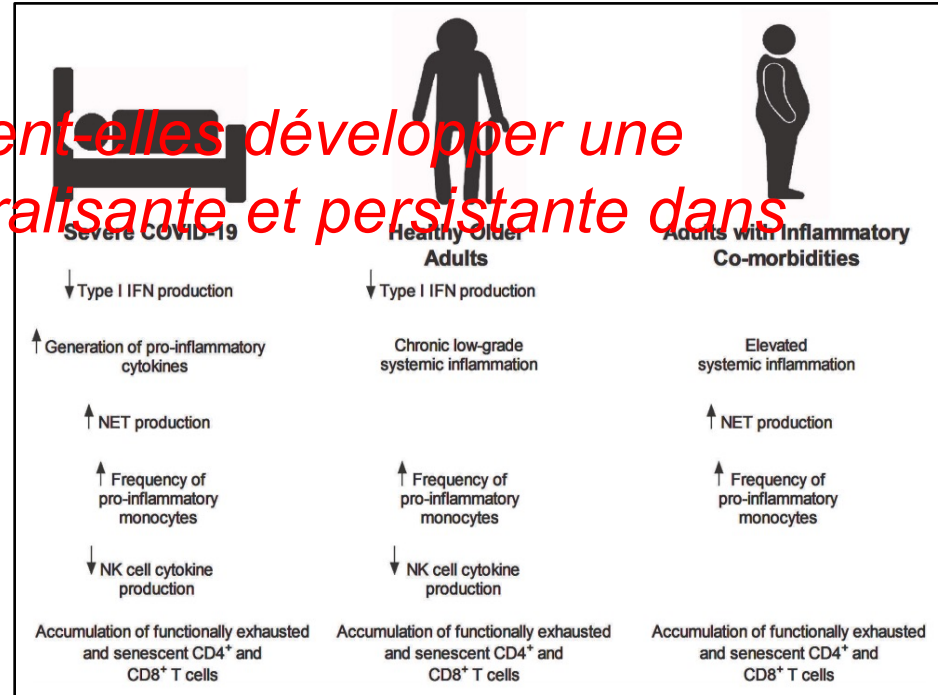 ent-elles développer une
ralisante et persistante dans
Severe COVID-19
Healthy Older
Adults
Adults with Inflammatory
Co-morbidities
↓ Type I IFN production
↓ Type I IFN production
↑ Generation of pro-inflammatory
cytokines
Chronic low-grade
systemic inflammation
Elevated
systemic inflammation
↑ NET production
↑ NET production
↑ Frequency of
pro-inflammatory
monocytes
↑ Frequency of
pro-inflammatory
monocytes
↑ Frequency of
pro-inflammatory
monocytes
↓ NK cell cytokine
production
↓ NK cell cytokine
production
Accumulation of functionally exhausted
and senescent CD4⁺ and
CD8⁺ T cells
Accumulation of functionally exhausted
and senescent CD4⁺ and
CD8⁺ T cells
Accumulation of functionally exhausted
and senescent CD4⁺ and
CD8⁺ T cells